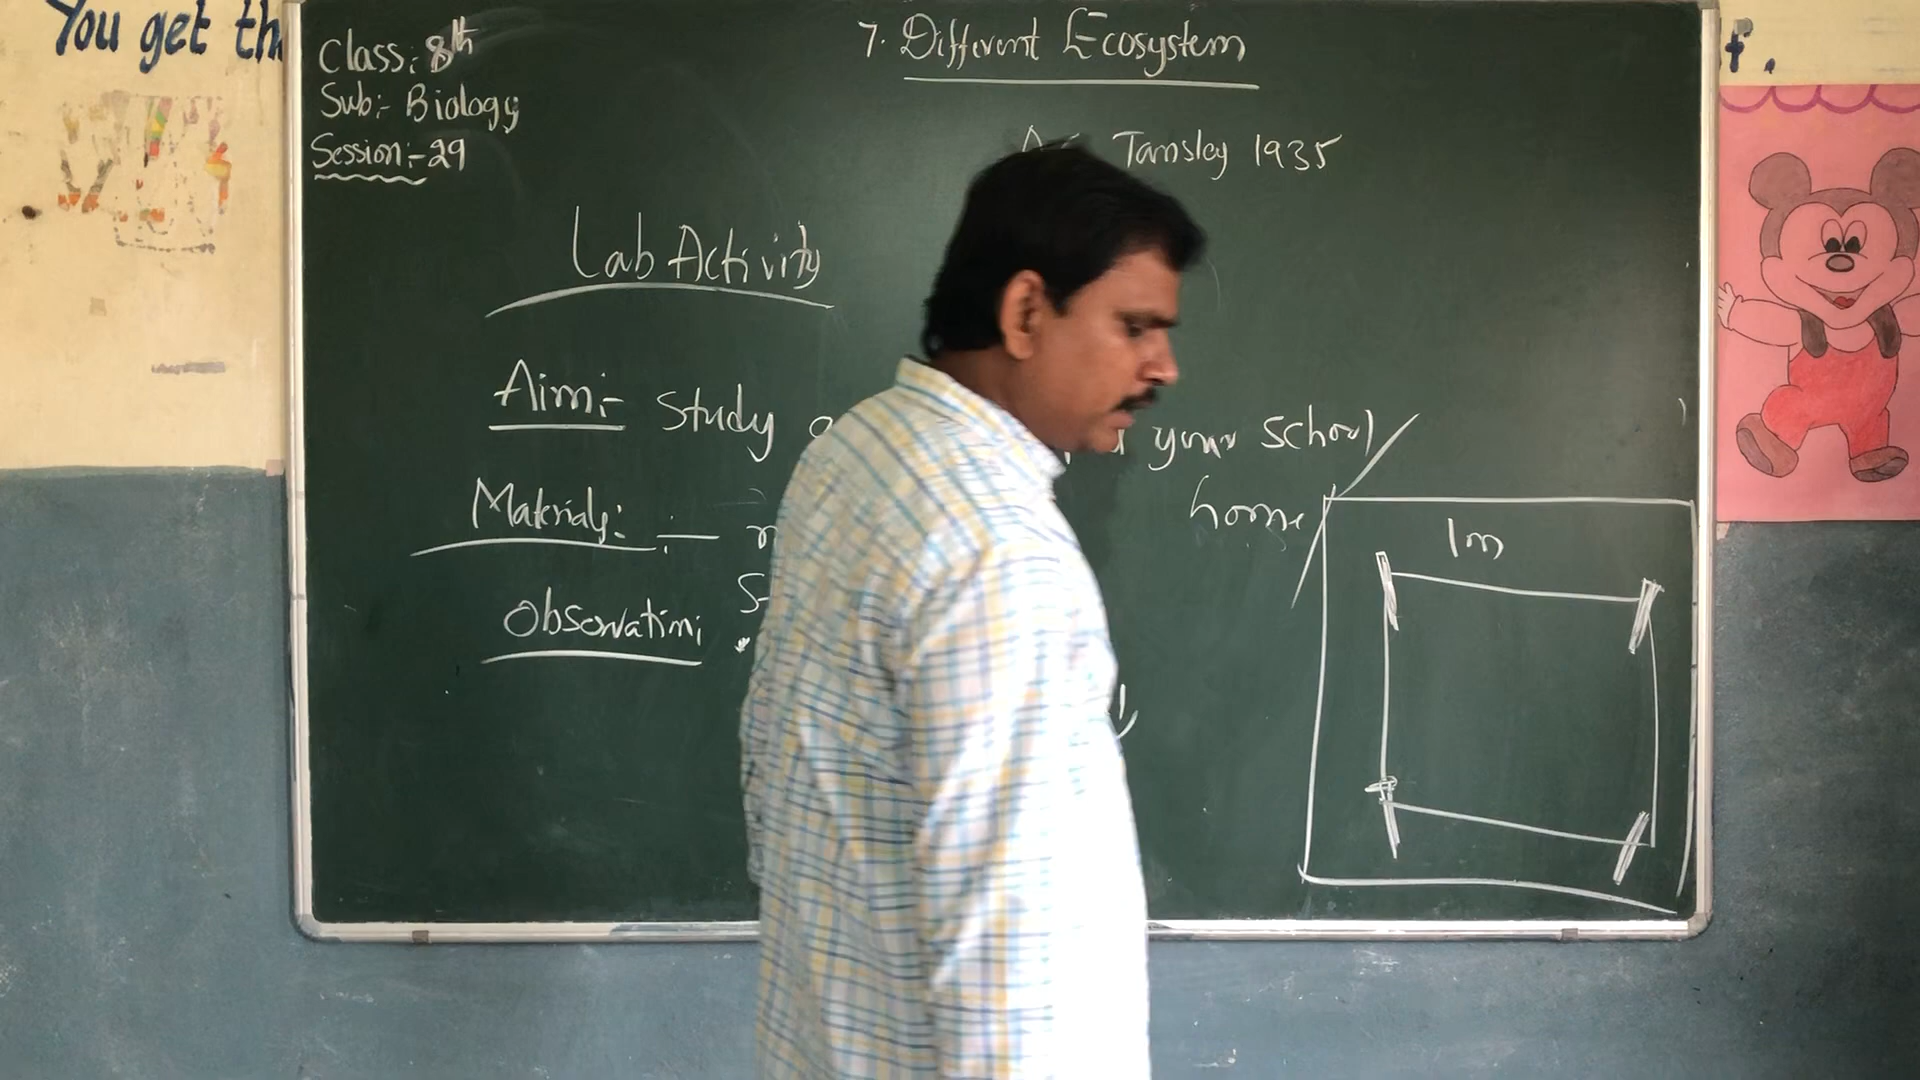 You get th
f.
Class: 8th
Sub:- Biology
Session:-29
7. Different Ecosystem
Tansley 1935
Lab Activity
Aim:- Study your school/
home
Materials:-
Observation:
1m